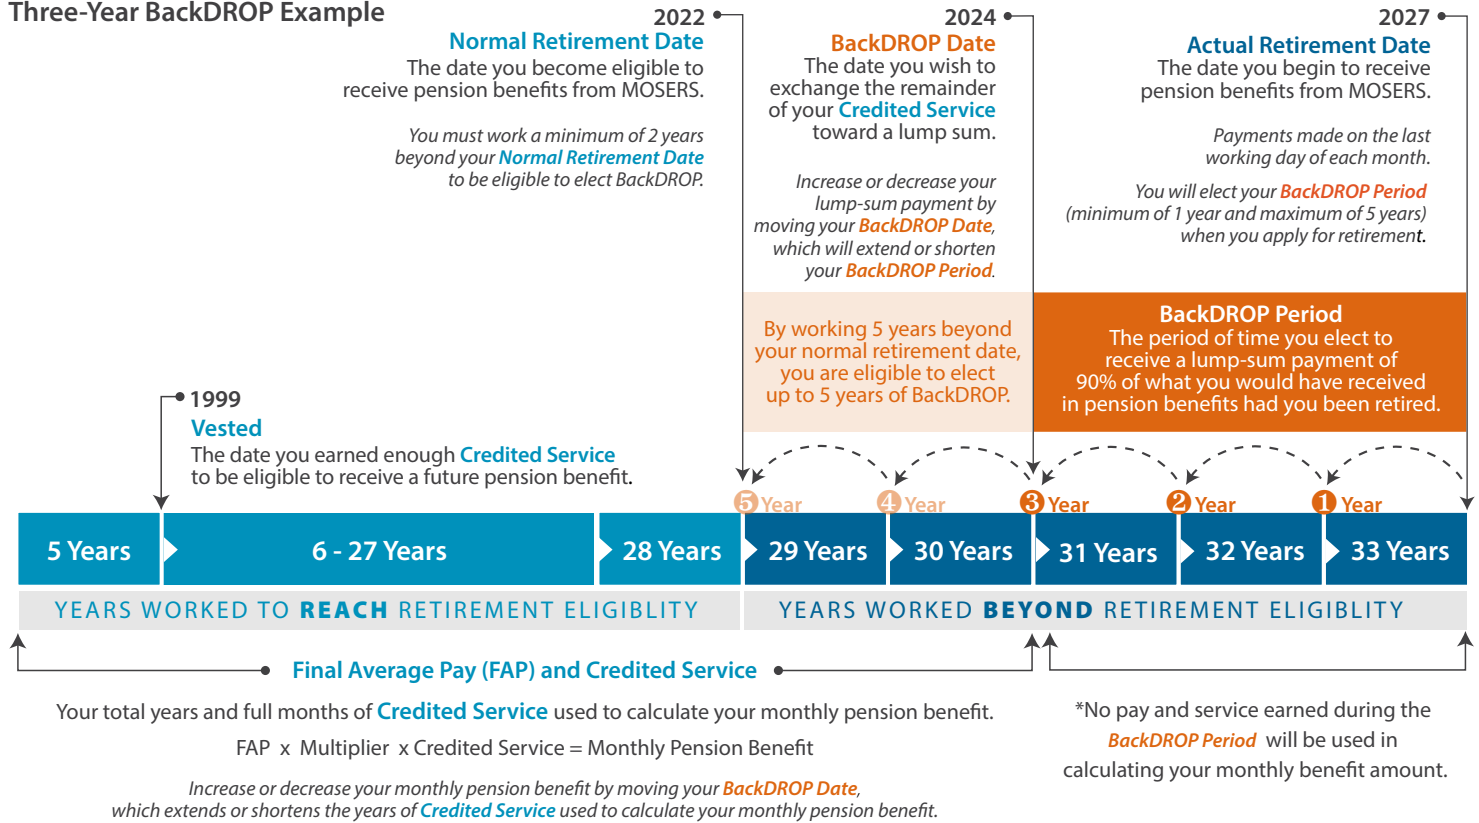 Three-Year BackDROP Example
2022
Normal Retirement Date
The date you become eligible to
receive pension benefits from MOSERS.
You must work a minimum of 2 years
beyond your Normal Retirement Date
to be eligible to elect BackDROP.
2024
BackDROP Date
The date you wish to
exchange the remainder
of your Credited Service
toward a lump sum.
Increase or decrease your
lump-sum payment by
moving your BackDROP Date,
which will extend or shorten
your BackDROP Period.
2027
Actual Retirement Date
The date you begin to receive
pension benefits from MOSERS.
Payments made on the last
working day of each month.
You will elect your BackDROP Period
(minimum of 1 year and maximum of 5 years)
when you apply for retirement.
By working 5 years beyond
your normal retirement date,
you are eligible to elect
up to 5 years of BackDROP.
BackDROP Period
The period of time you elect to
receive a lump-sum payment of
90% of what you would have received
in pension benefits had you been retired.
1999
Vested
The date you earned enough Credited Service
to be eligible to receive a future pension benefit.
5 Year
4 Year
3 Year
2 Year
1 Year
5 Years
6 - 27 Years
28 Years
29 Years
30 Years
31 Years
32 Years
33 Years
YEARS WORKED TO REACH RETIREMENT ELIGIBLITY
YEARS WORKED BEYOND RETIREMENT ELIGIBLITY
Final Average Pay (FAP) and Credited Service
Your total years and full months of Credited Service used to calculate your monthly pension benefit.
FAP x Multiplier x Credited Service = Monthly Pension Benefit
Increase or decrease your monthly pension benefit by moving your BackDROP Date,
which extends or shortens the years of Credited Service used to calculate your monthly pension benefit.
*No pay and service earned during the
BackDROP Period will be used in
calculating your monthly benefit amount.